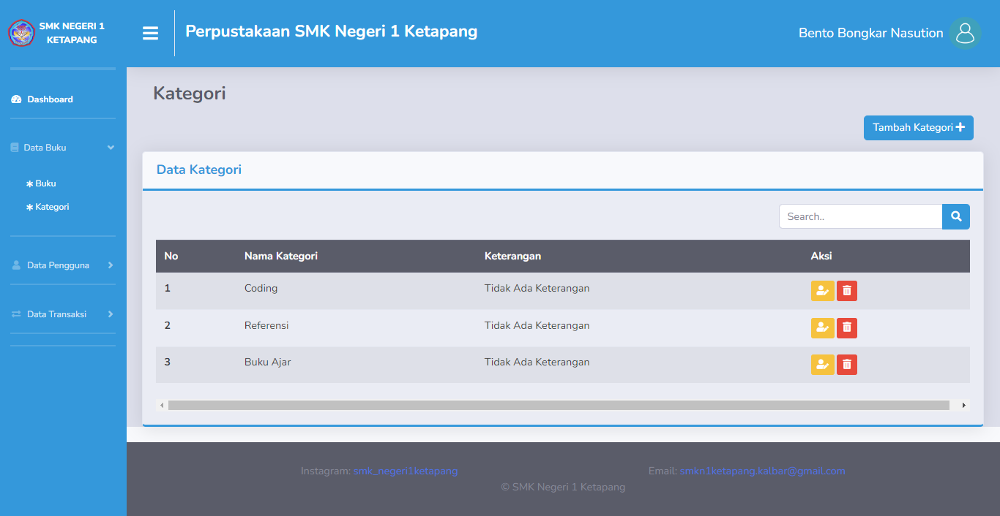 SMK NEGERI 1
KETAPANG
Perpustakaan SMK Negeri 1 Ketapang
Bento Bongkar Nasution
Dashboard
Data Buku
Buku
Kategori
Data Pengguna
Data Transaksi
Kategori
Tambah Kategori
Data Kategori
Search..
No Nama Kategori Keterangan Aksi
1 Coding Tidak Ada Keterangan
2 Referensi Tidak Ada Keterangan
3 Buku Ajar Tidak Ada Keterangan
Instagram: smk_negeri1ketapang Email: smkn1ketapang.kalbar@gmail.com
© SMK Negeri 1 Ketapang